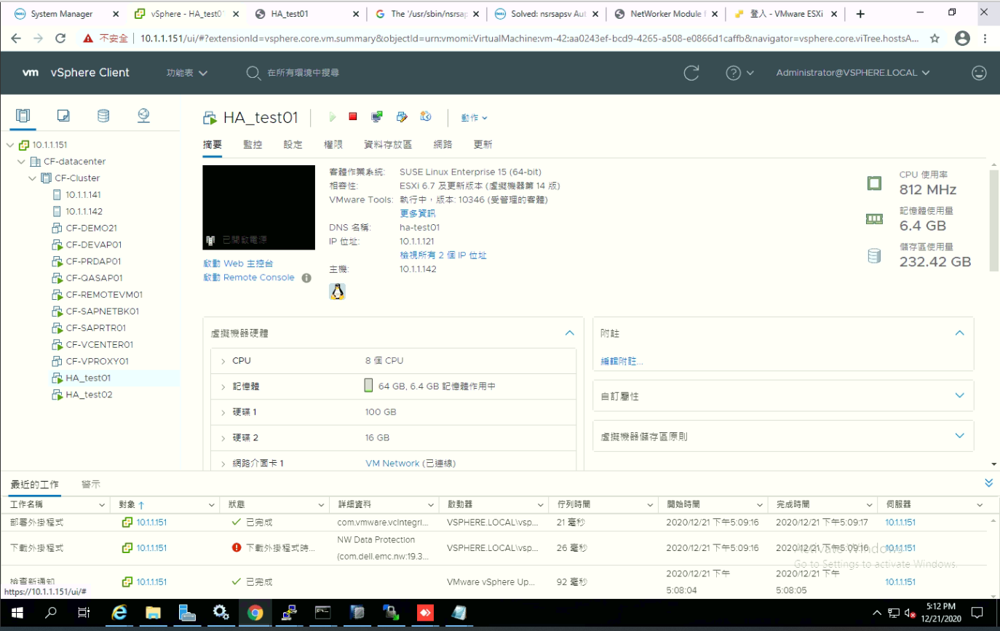 System Manager
vSphere - HA_test01
HA_test01
The '/usr/sbin/nsrsap
Solved: nsrsapsv Aut
NetWorker Module f
登入 - VMware ESXi
不安全
10.1.1.151/ui/#?extensionId=vsphere.core.vm.summary&objectId=urn:vmomi:VirtualMachine:vm-42:aa0243ef-bcd9-4265-a508-e0866d1caffb&navigator=vsphere.core.viTree.hostsA...
vm vSphere Client
功能表
在所有環境中搜尋
Administrator@VSPHERE.LOCAL
10.1.1.151
CF-datacenter
CF-Cluster
10.1.1.141
10.1.1.142
CF-DEMO21
CF-DEVAP01
CF-PRDAP01
CF-QASAP01
CF-REMOTEVM01
CF-SAPNETBK01
CF-SAPRTR01
CF-VCENTER01
CF-VPROXY01
HA_test01
HA_test02
HA_test01
動作
摘要 監控 設定 權限 資料存放區 網路 更新
已開啟電源
啟動 Web 主控台
啟動 Remote Console
客體作業系統: SUSE Linux Enterprise 15 (64-bit)
相容性: ESXi 6.7 及更新版本 (虛擬機器第 14 版)
VMware Tools: 執行中，版本: 10346 (受管理的客體)
更多資訊
DNS 名稱: ha-test01
IP 位址: 10.1.1.121
檢視所有 2 個 IP 位址
主機: 10.1.1.142
CPU 使用率
812 MHz
記憶體使用量
6.4 GB
儲存區使用量
232.42 GB
虛擬機器硬體
CPU 8 個 CPU
記憶體 64 GB, 6.4 GB 記憶體作用中
硬碟 1 100 GB
硬碟 2 16 GB
網路介面卡 1 VM Network (已連線)
附註
編輯附註...
自訂屬性
虛擬機器儲存區原則
最近的工作 警示
工作名稱 對象 狀態 詳細資料 啟動器 佇列時間 開始時間 完成時間 伺服器
部署外掛程式 10.1.1.151 已完成 com.vmware.vcIntegri... VSPHERE.LOCAL\vsp... 21 毫秒 2020/12/21 下午5:09:16 2020/12/21 下午5:09:17 10.1.1.151
下載外掛程式 10.1.1.151 下載外掛程式時... NW Data Protection (com.dell.emc.nw:19.3... VSPHERE.LOCAL\vsp... 26 毫秒 2020/12/21 下午5:09:16 2020/12/21 下午5:09:16 10.1.1.151
Activate Windows
Go to Settings to activate Windows.
檢查新通知 10.1.1.151 已完成 VMware vSphere Up... 92 毫秒 2020/12/21 下午 5:08:04 2020/12/21 下午 5:08:05 10.1.1.151
https://10.1.1.151/ui/#
5:12 PM
12/21/2020